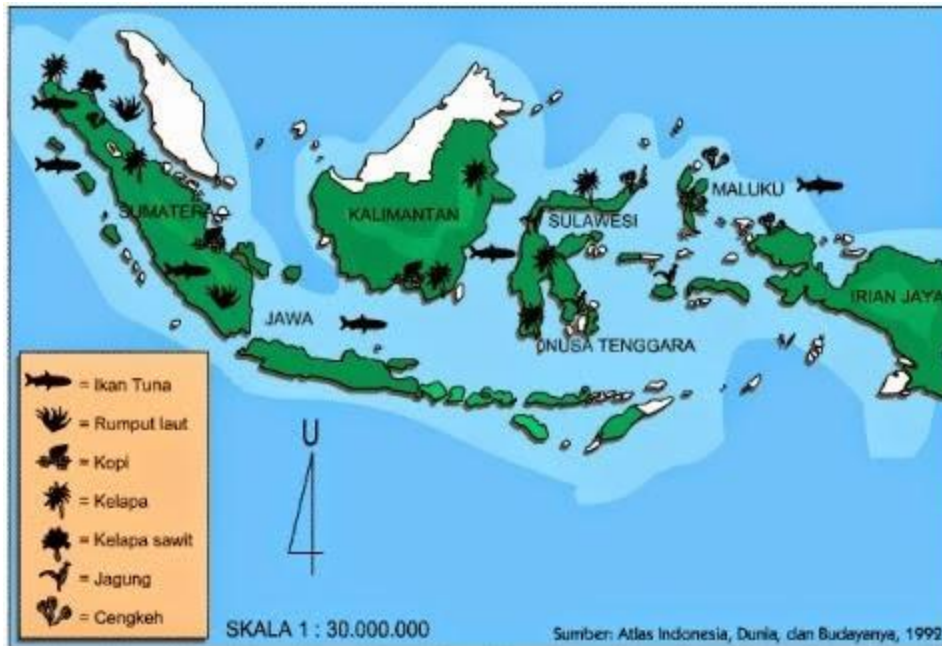 SUMATERA
KALIMANTAN
SULAWESI
MALUKU
IRIAN JAYA
JAWA
NUSA TENGGARA
= Ikan Tuna
= Rumput laut
= Kopi
= Kelapa
= Kelapa sawit
= Jagung
= Cengkeh
U
SKALA 1 : 30.000.000
Sumber: Atlas Indonesia, Dunia, dan Budayanya, 1992